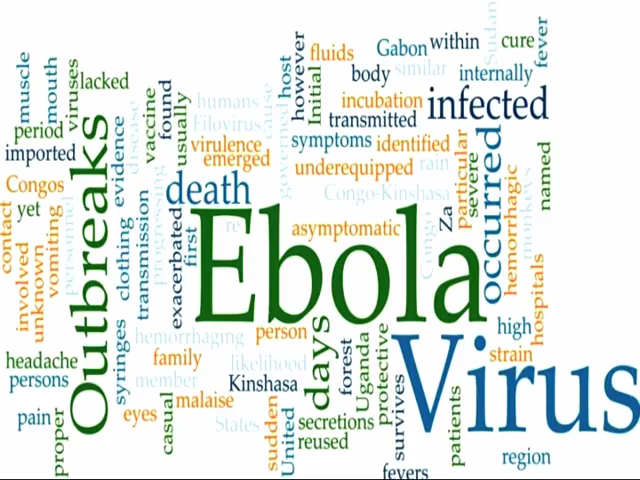 muscle
mouth
viruses
lacked
period
imported
Congos
contact
yet
involved
unknown
vomiting
personnel
Outbreaks
evidence
disease
clothing
transmission
progressing
vaccine
found
usually
humans
Filovirus
cause
virulence
emerged
death
exacerbated
first
re
governed
host
however
Initial
fluids
Gabon
within
Sudan
cure
fever
body
similar
internally
incubation
transmitted
infected
symptoms
identified
underequipped
rain
particular
severe
Congo-Kinshasa
Za
asymptomatic
Congo
occurred
hemorrhagic
monkeys
named
Ebola
hospitals
high
strain
Virus
headache
persons
pain
proper
syringes
hemorrhaging
person
family
likelihood
member
Kinshasa
eyes
casual
malaise
States
sudden
United
days
forest
Uganda
protective
secretions
reused
survives
fevers
patients
region